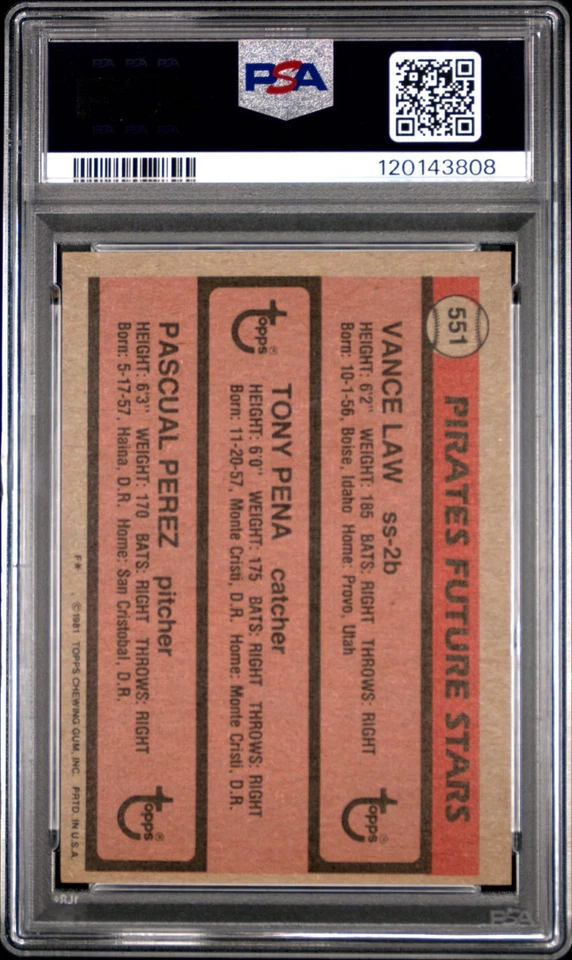 PSA
120143808
551
PIRATES FUTURE STARS
VANCE LAW ss-2b
HEIGHT: 6'2" WEIGHT: 185 BATS: RIGHT THROWS: RIGHT
Born: 10-1-56, Boise, Idaho Home: Provo, Utah
Topps®
TONY PENA catcher
HEIGHT: 6'0" WEIGHT: 175 BATS: RIGHT THROWS: RIGHT
Born: 11-20-57, Monte Cristi, D.R. Home: Monte Cristi, D.R.
Topps®
PASCUAL PEREZ pitcher
HEIGHT: 6'3" WEIGHT: 170 BATS: RIGHT THROWS: RIGHT
Born: 5-17-57, Haina, D.R. Home: San Cristobal, D.R.
Topps®
F* ©1981 TOPPS CHEWING GUM, INC. PRTD. IN U.S.A.
PSA